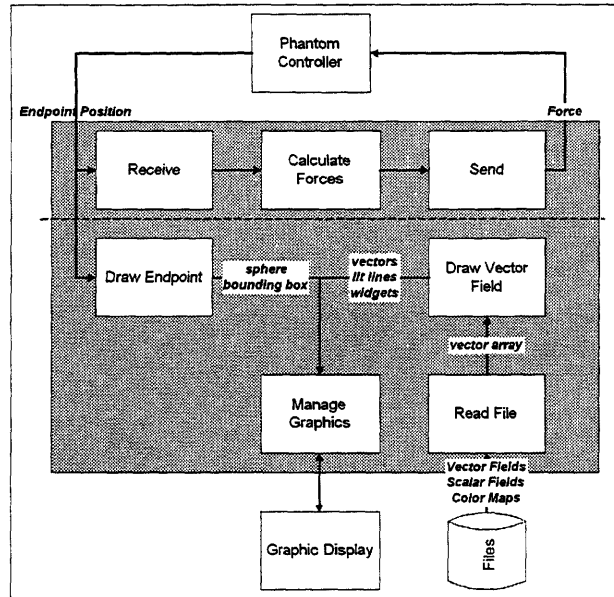 Phantom
Controller
Endpoint Position
Force
Receive
Calculate
Forces
Send
Draw Endpoint
sphere
bounding box
vectors
lit lines
widgets
Draw Vector
Field
vector array
Manage
Graphics
Read File
Vector Fields
Scalar Fields
Color Maps
Graphic Display
Files